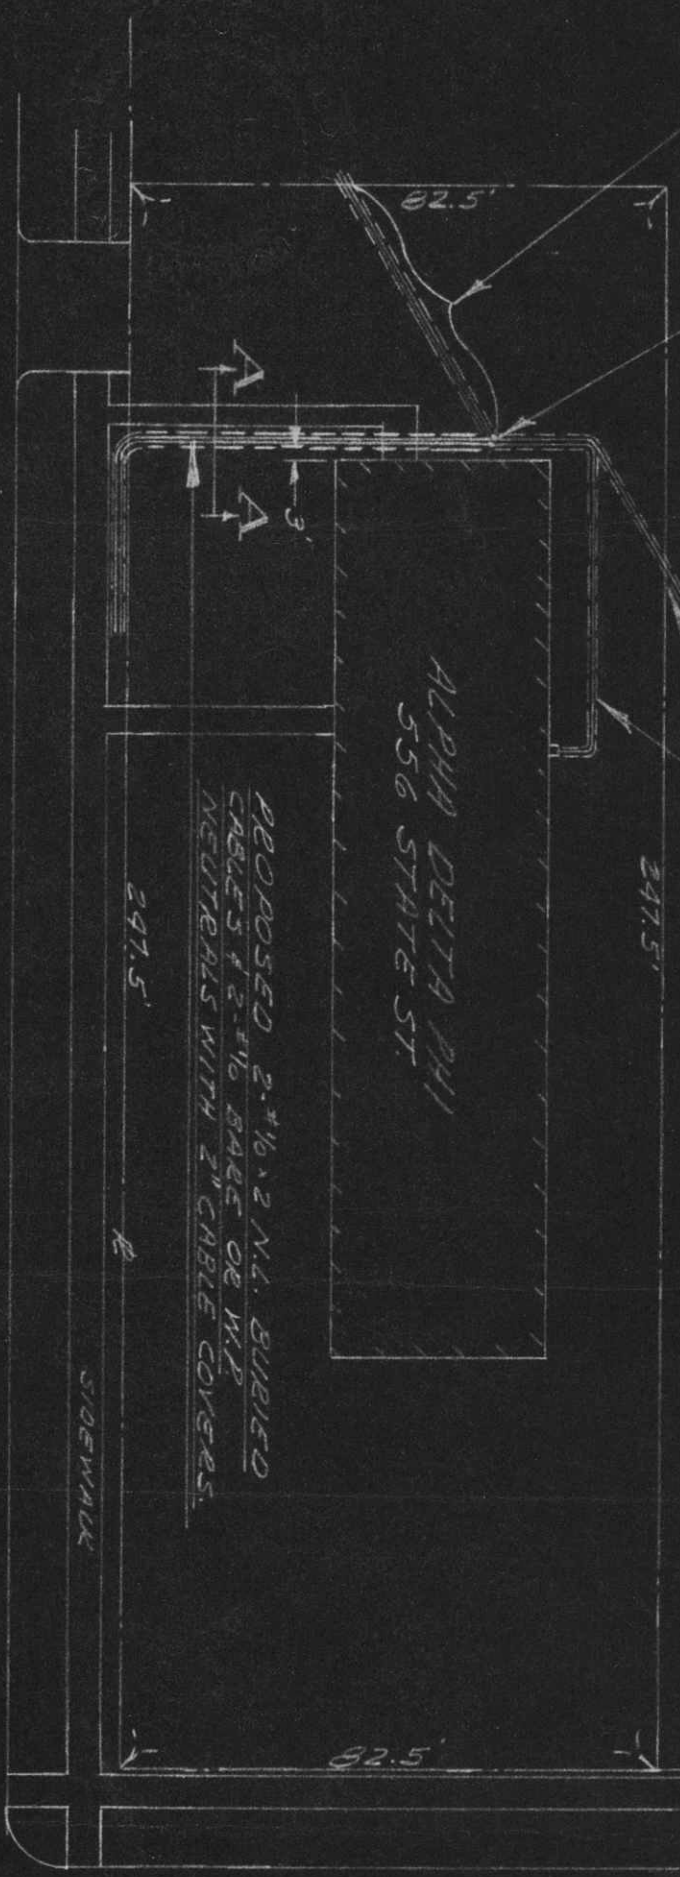 82.5'
A
A
3'
ALPHA DELTA PHI
556 STATE ST.
247.5'
247.5'
PROPOSED 2-#1/0 x 2 N.L. BURIED
CABLES & 2-#1/0 BARE OR W.P.
NEUTRALS WITH 2" CABLE COVERS.
SIDEWALK
82.5'